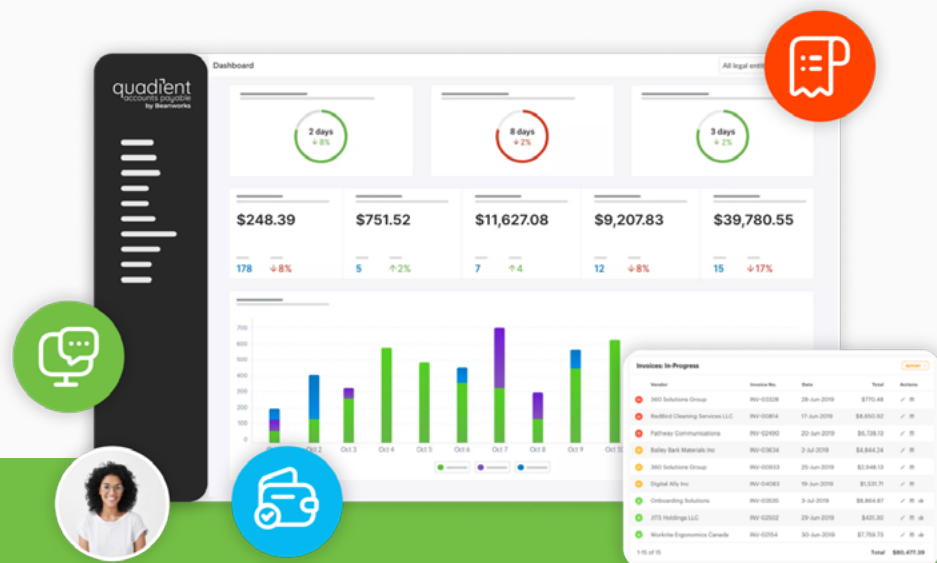 quadient
accounts payable
by Beanworks
Dashboard
All legal
2 days
↓ 8%
8 days
↓ 2%
3 days
↓ 2%
$248.39
$751.52
$11,627.08
$9,207.83
$39,780.55
178 ↓8%
5 ↑2%
7 ↑4
12 ↓8%
15 ↓17%
700
600
500
400
300
200
100
0
Oct 2
Oct 3
Oct 4
Oct 5
Oct 6
Oct 7
Oct 8
Oct 9
Invoices: In-Progress
Vendor Invoice No. Date Total Actions
360 Solutions Group INV-03328 28-Jun-2019 $770.48
RedBird Cleaning Services LLC INV-00814 17-Jun-2019 $8,650.92
Pathway Communications INV-02490 20-Jun-2019 $6,738.13
Bailey Bark Materials Inc INV-03634 2-Jul-2019 $4,844.24
360 Solutions Group INV-00933 25-Jun-2019 $2,948.13
Digital Ally Inc INV-04083 19-Jun-2019 $1,531.71
Onboarding Solutions INV-03535 3-Jul-2019 $8,864.87
JITS Holdings LLC INV-02502 29-Jun-2019 $431.30
Worknite Ergonomics Canada INV-02154 30-Jun-2019 $7,759.73
1-15 of 15 Total $80,477.39